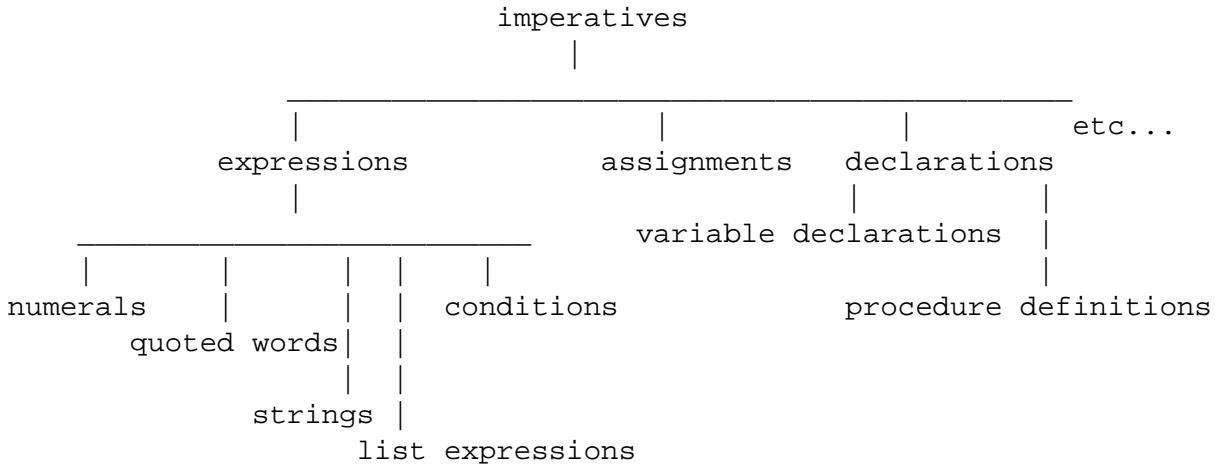 imperatives
etc...
expressions assignments declarations
variable declarations
numerals conditions procedure definitions
quoted words
strings
list expressions